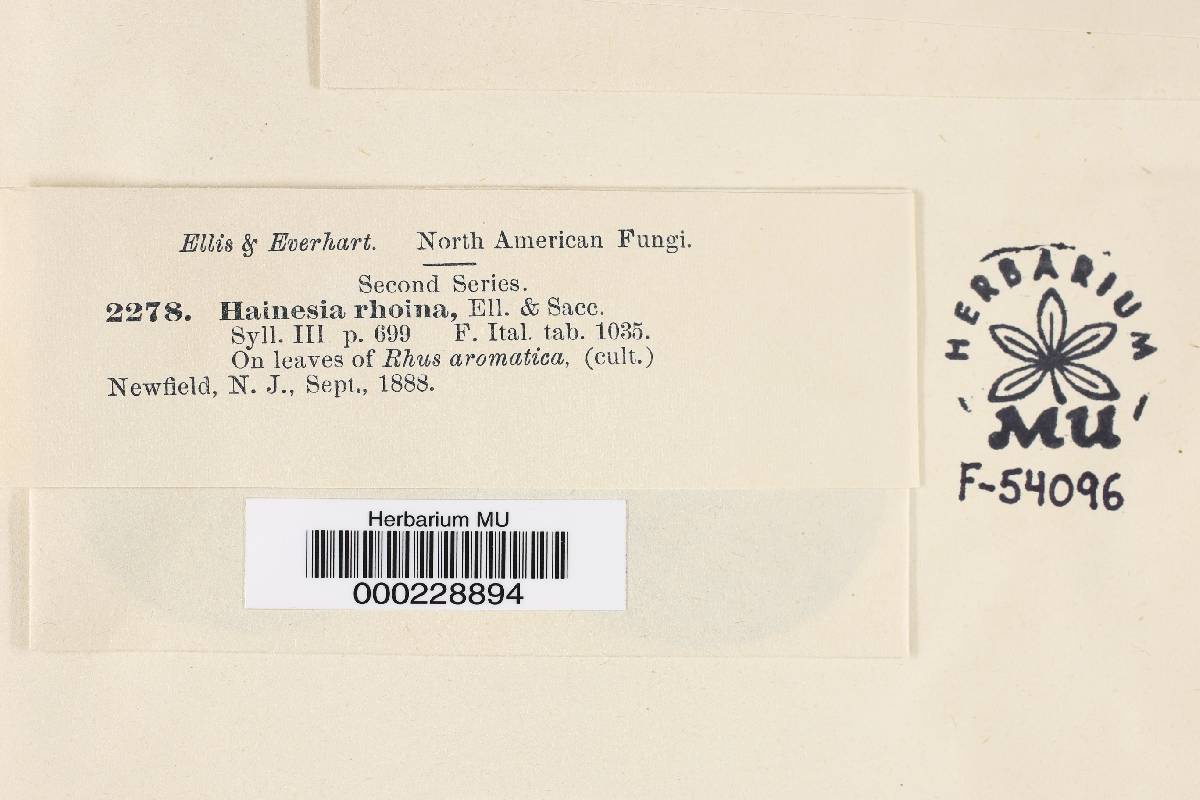 Ellis & Everhart. North American Fungi.
Second Series.
2278. Hainesia rhoina, Ell. & Sacc.
Syll. III p. 699 F. Ital. tab. 1035.
On leaves of Rhus aromatica, (cult.)
Newfield, N. J., Sept., 1888.
HERBARIUM
MU
F-54096
Herbarium MU
000228894